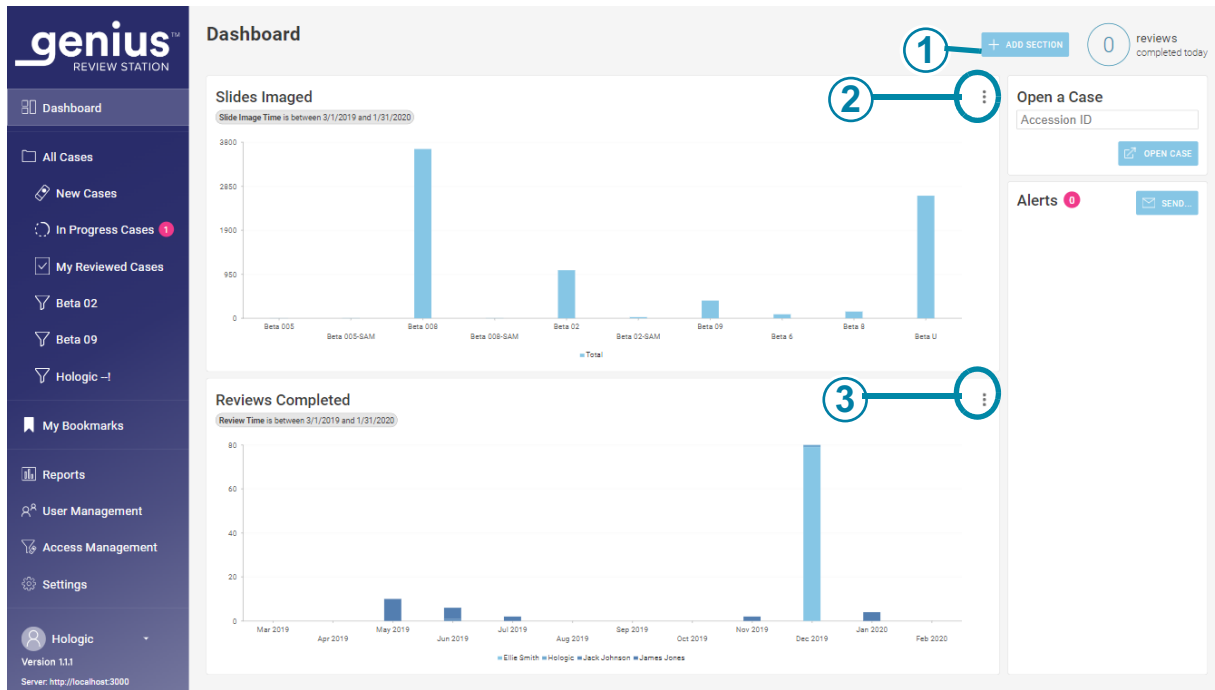 genius™
REVIEW STATION
Dashboard
All Cases
New Cases
In Progress Cases 1
My Reviewed Cases
Beta 02
Beta 09
Hologic –!
My Bookmarks
Reports
User Management
Access Management
Settings
Hologic
Version 1.1.1
Server: http://localhost:3000
Dashboard
1
+ ADD SECTION
0
reviews
completed today
Slides Imaged
2
Slide Image Time is between 3/1/2019 and 1/31/2020
3800
2850
1900
950
0
Beta 005
Beta 005-SAM
Beta 008
Beta 008-SAM
Beta 02
Beta 02-SAM
Beta 09
Beta 6
Beta 8
Beta U
Total
Reviews Completed
3
Review Time is between 3/1/2019 and 1/31/2020
80
60
40
20
0
Mar 2019
Apr 2019
May 2019
Jun 2019
Jul 2019
Aug 2019
Sep 2019
Oct 2019
Nov 2019
Dec 2019
Jan 2020
Feb 2020
Ellie Smith Hologic Jack Johnson James Jones
Open a Case
Accession ID
OPEN CASE
Alerts 0
SEND...